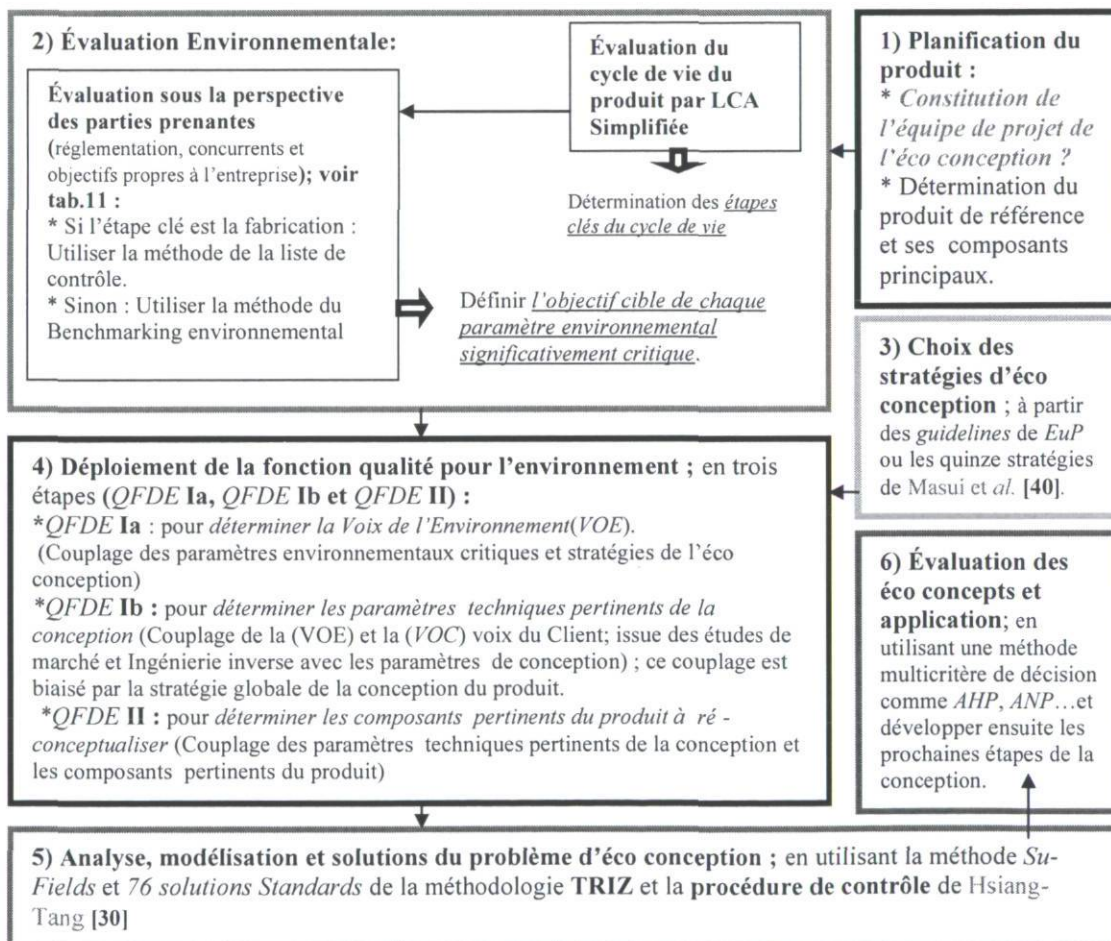 2) Évaluation Environnementale:
Évaluation sous la perspective
des parties prenantes
(réglementation, concurrents et
objectifs propres à l'entreprise); voir
tab.11 :
* Si l'étape clé est la fabrication :
Utiliser la méthode de la liste de
contrôle.
* Sinon : Utiliser la méthode du
Benchmarking environnemental
Évaluation du
cycle de vie du
produit par LCA
Simplifiée
Détermination des étapes
clés du cycle de vie
Définir l'objectif cible de chaque
paramètre environnemental
significativement critique.
1) Planification du
produit :
* Constitution de
l'équipe de projet de
l'éco conception ?
* Détermination du
produit de référence
et ses composants
principaux.
3) Choix des
stratégies d'éco
conception ; à partir
des guidelines de EuP
ou les quinze stratégies
de Masui et al. [40].
4) Déploiement de la fonction qualité pour l'environnement ; en trois
étapes (QFDE Ia, QFDE Ib et QFDE II) :
*QFDE Ia : pour déterminer la Voix de l'Environnement(VOE).
(Couplage des paramètres environnementaux critiques et stratégies de l'éco
conception)
*QFDE Ib : pour déterminer les paramètres techniques pertinents de la
conception (Couplage de la (VOE) et la (VOC) voix du Client; issue des études de
marché et Ingénierie inverse avec les paramètres de conception) ; ce couplage est
biaisé par la stratégie globale de la conception du produit.
*QFDE II : pour déterminer les composants pertinents du produit à ré -
conceptualiser (Couplage des paramètres techniques pertinents de la conception et
les composants pertinents du produit)
6) Évaluation des
éco concepts et
application; en
utilisant une méthode
multicritère de décision
comme AHP, ANP…et
développer ensuite les
prochaines étapes de la
conception.
5) Analyse, modélisation et solutions du problème d'éco conception ; en utilisant la méthode Su-
Fields et 76 solutions Standards de la méthodologie TRIZ et la procédure de contrôle de Hsiang-
Tang [30]